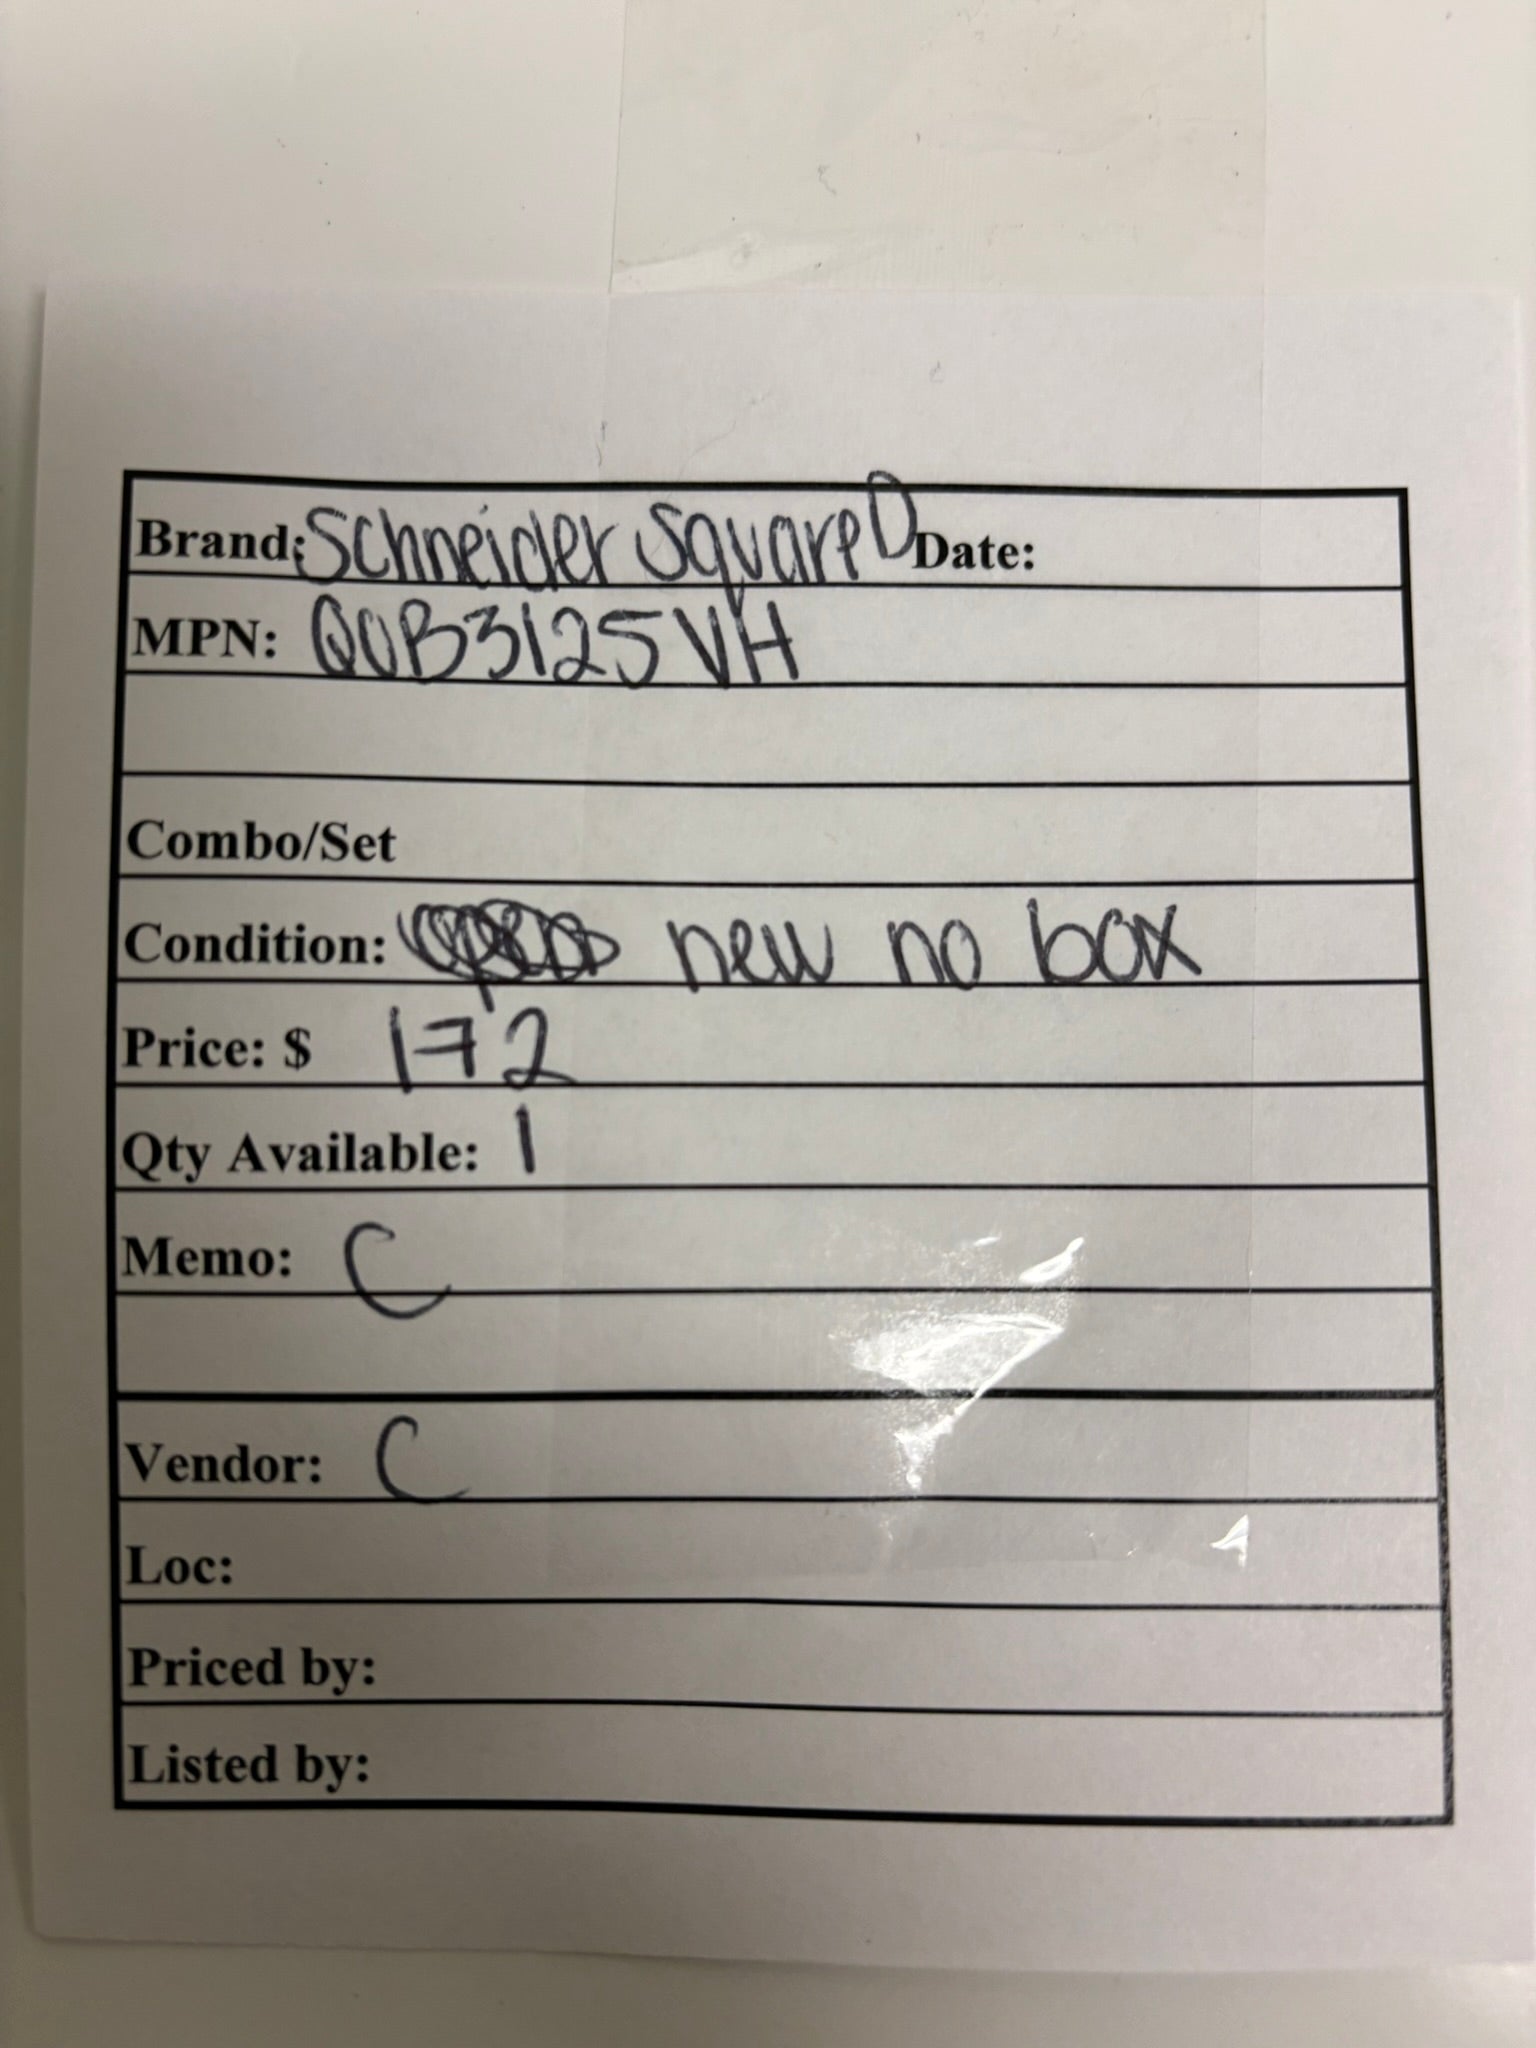 Brand: Schneider Square D Date:
MPN: QOB3125VH
Combo/Set
Condition: new no box
Price: $ 172
Qty Available: 1
Memo: C
Vendor: C
Loc:
Priced by:
Listed by: